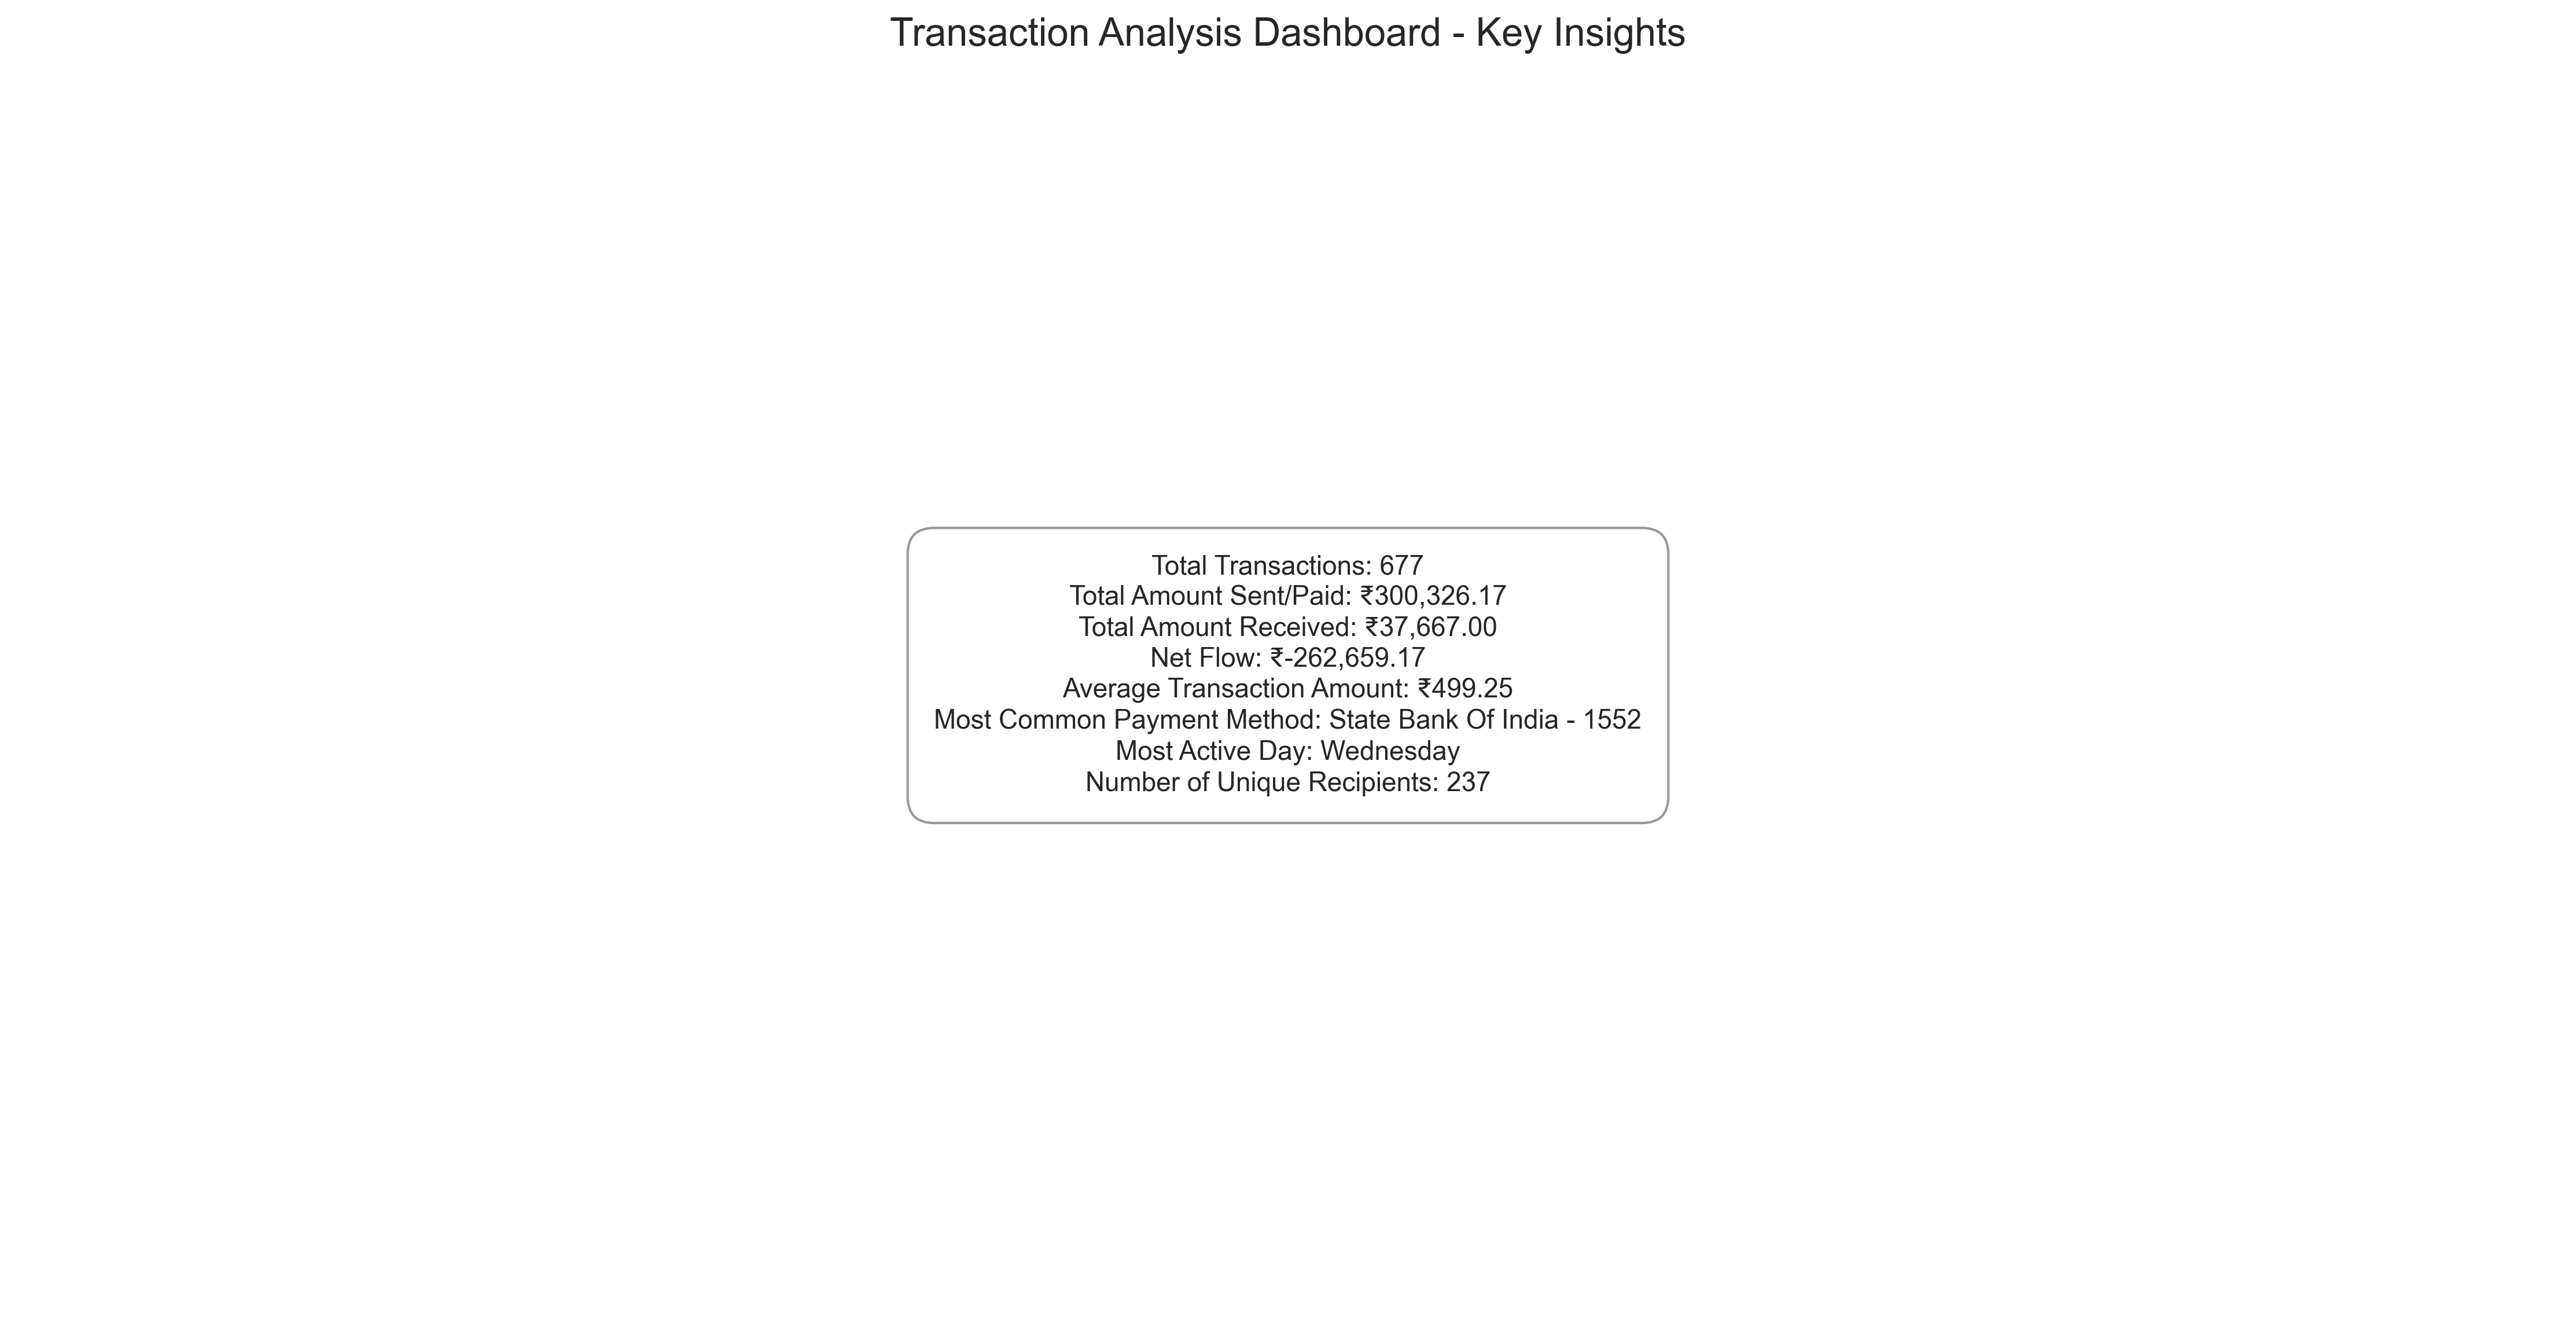 Transaction Analysis Dashboard - Key Insights
Total Transactions: 677
Total Amount Sent/Paid: ₹300,326.17
Total Amount Received: ₹37,667.00
Net Flow: ₹-262,659.17
Average Transaction Amount: ₹499.25
Most Common Payment Method: State Bank Of India - 1552
Most Active Day: Wednesday
Number of Unique Recipients: 237